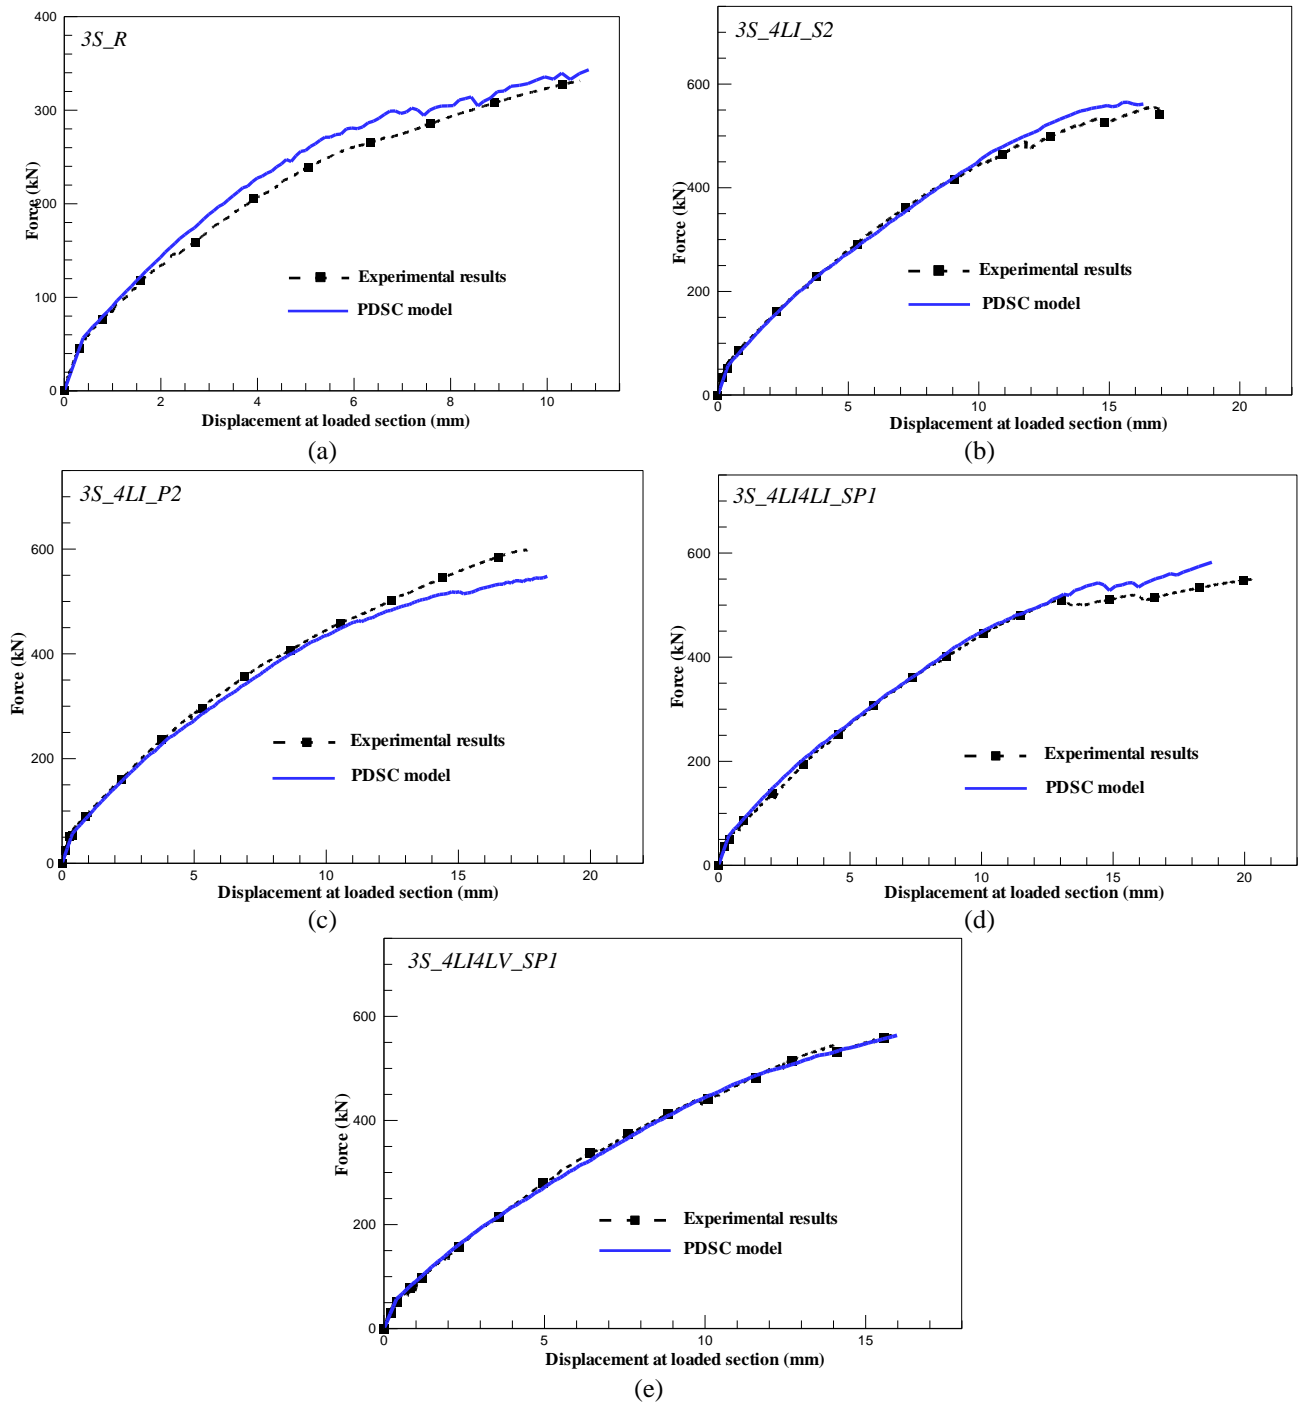 3S_R
400
300
200
100
0
Force (kN)
Experimental results
PDSC model
0 2 4 6 8 10
Displacement at loaded section (mm)
(a)
3S_4LI_S2
600
400
200
0
Force (kN)
Experimental results
PDSC model
0 5 10 15 20
Displacement at loaded section (mm)
(b)
3S_4LI_P2
600
400
200
0
Force (kN)
Experimental results
PDSC model
0 5 10 15 20
Displacement at loaded section (mm)
(c)
3S_4LI4LI_SP1
600
400
200
0
Force (kN)
Experimental results
PDSC model
0 5 10 15 20
Displacement at loaded section (mm)
(d)
3S_4LI4LV_SP1
600
400
200
0
Force (kN)
Experimental results
PDSC model
0 5 10 15
Displacement at loaded section (mm)
(e)